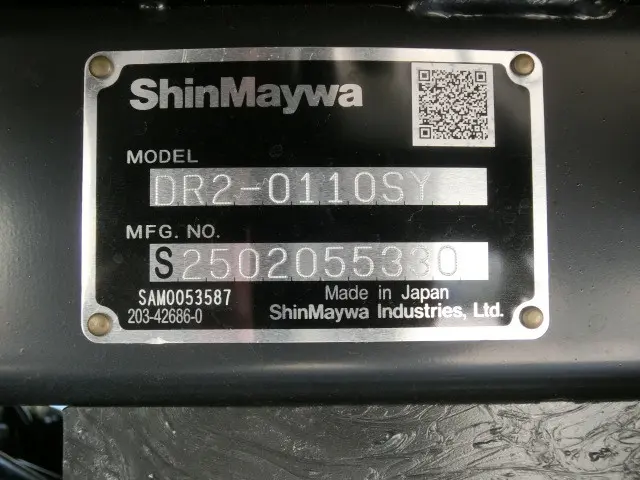 ShinMaywa
MODEL
DR2-0110SY
MFG. NO.
S2502055330
SAM0053587
Made in Japan
203-42686-0
ShinMaywa Industries, Ltd.